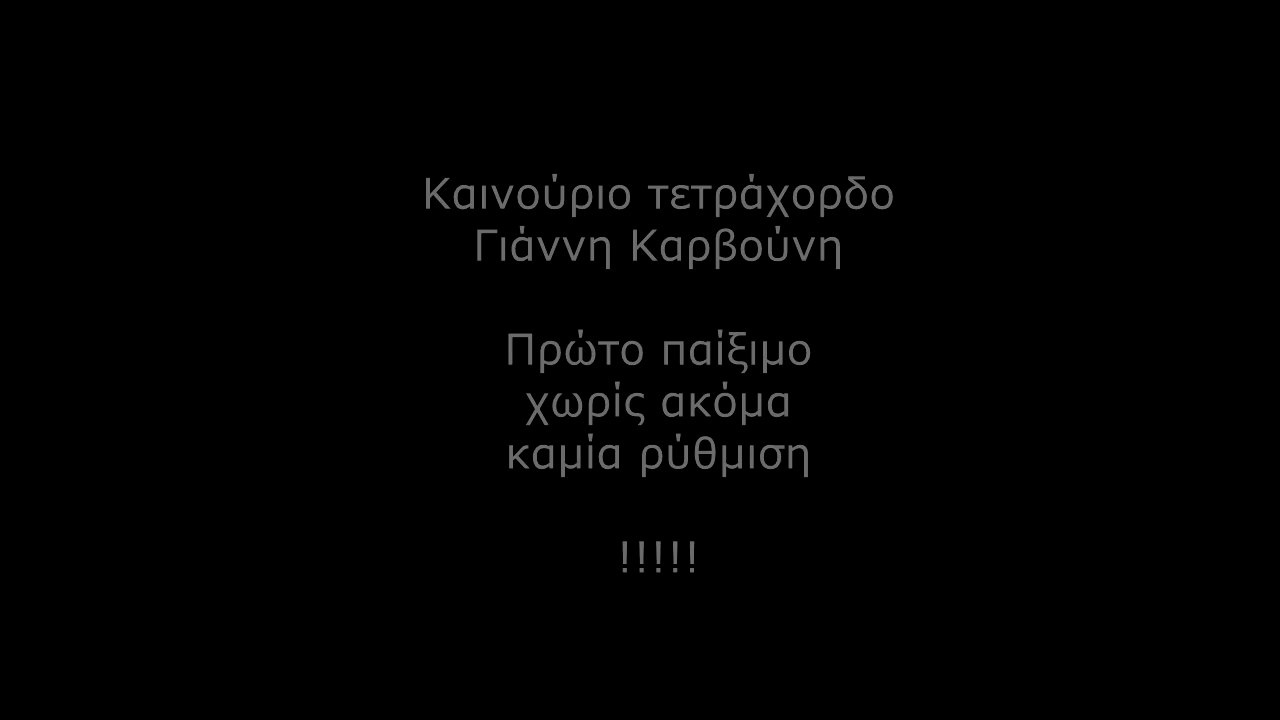 Καινούριο τετράχορδο
Γιάννη Καρβούνη
Πρώτο παίξιμο
χωρίς ακόμα
καμία ρύθμιση
!!!!!